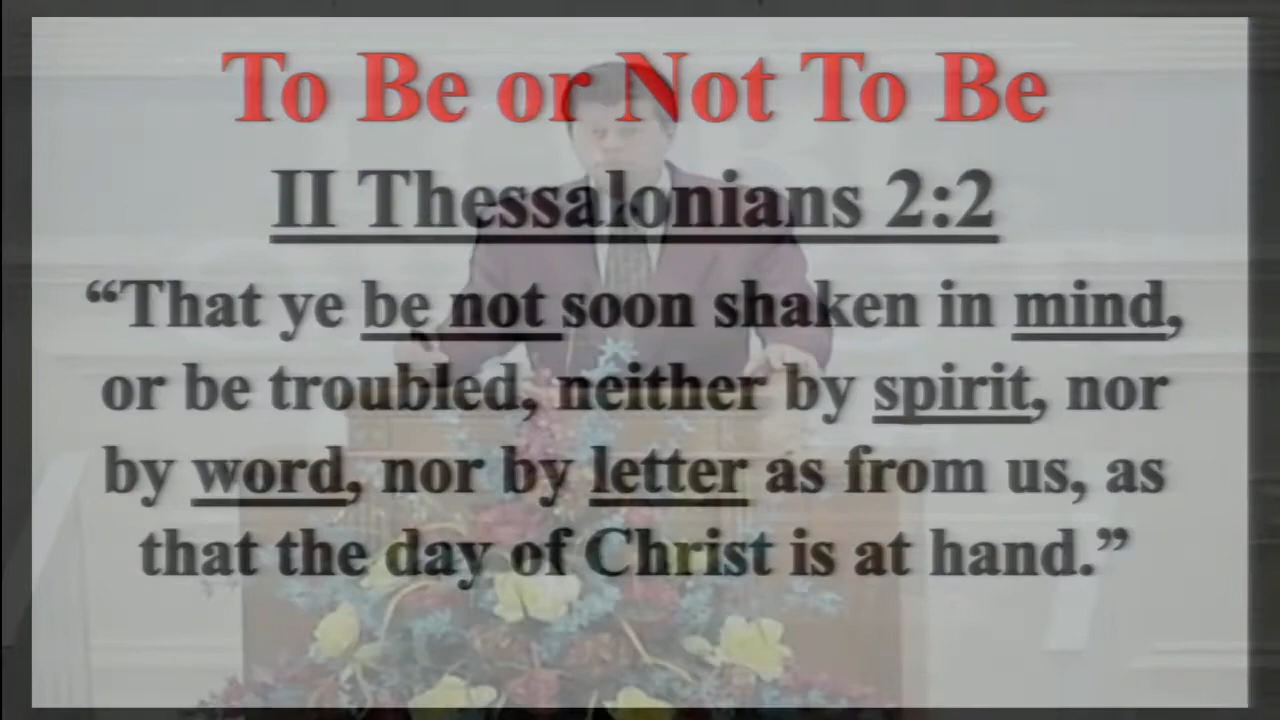 To Be or Not To Be
II Thessalonians 2:2
“That ye be not soon shaken in mind,
or be troubled, neither by spirit, nor
by word, nor by letter as from us, as
that the day of Christ is at hand.”